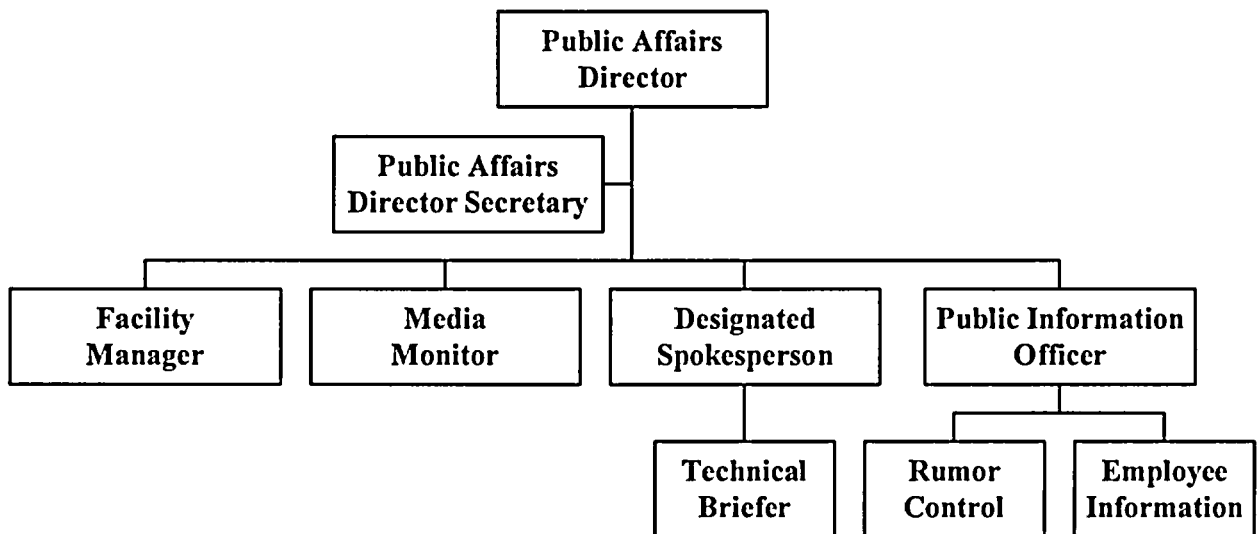 Public Affairs
Director
Public Affairs
Director Secretary
Facility
Manager
Media
Monitor
Designated
Spokesperson
Public Information
Officer
Technical
Briefer
Rumor
Control
Employee
Information